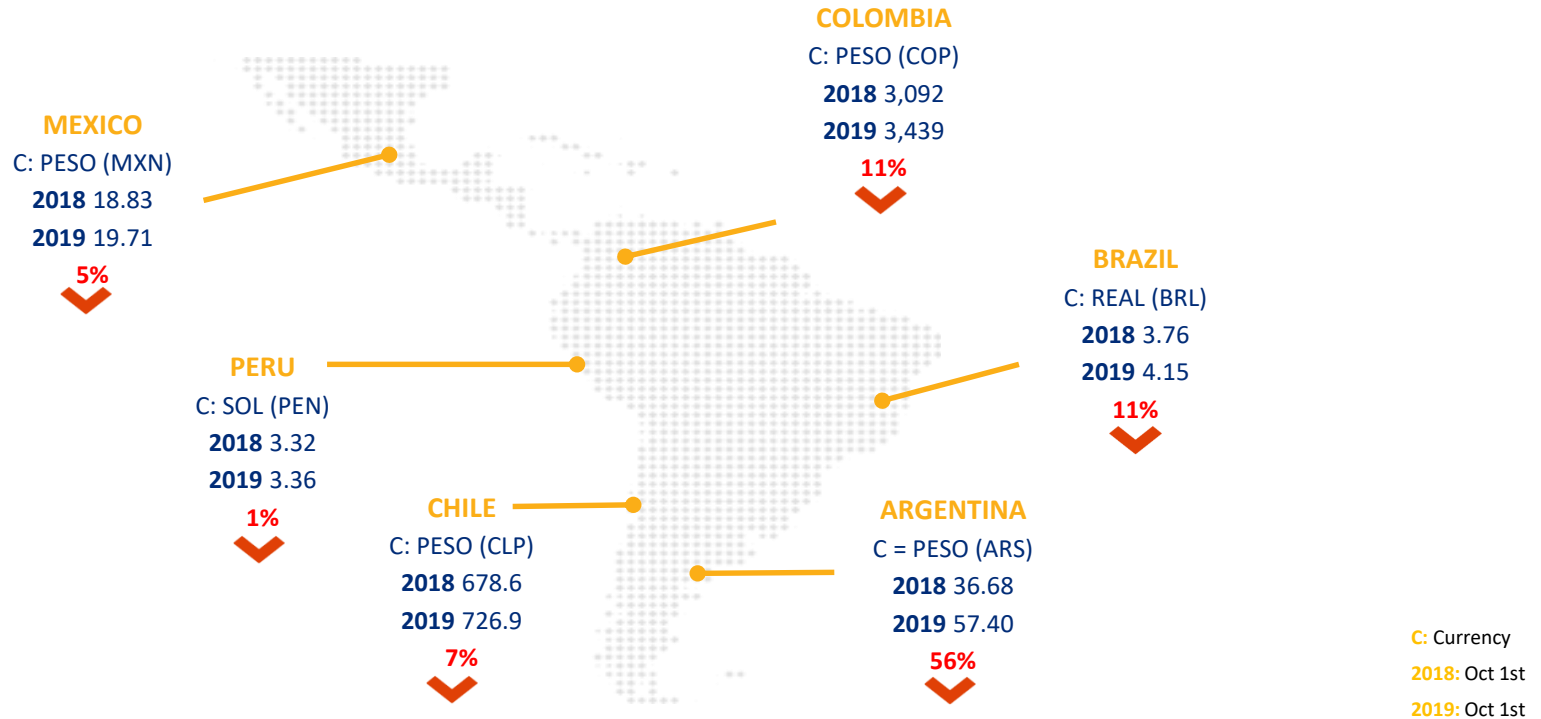 COLOMBIA
C: PESO (COP)
2018 3,092
2019 3,439
11%
MEXICO
C: PESO (MXN)
2018 18.83
2019 19.71
5%
BRAZIL
C: REAL (BRL)
2018 3.76
2019 4.15
11%
PERU
C: SOL (PEN)
2018 3.32
2019 3.36
1%
CHILE
C: PESO (CLP)
2018 678.6
2019 726.9
7%
ARGENTINA
C = PESO (ARS)
2018 36.68
2019 57.40
56%
C: Currency
2018: Oct 1st
2019: Oct 1st